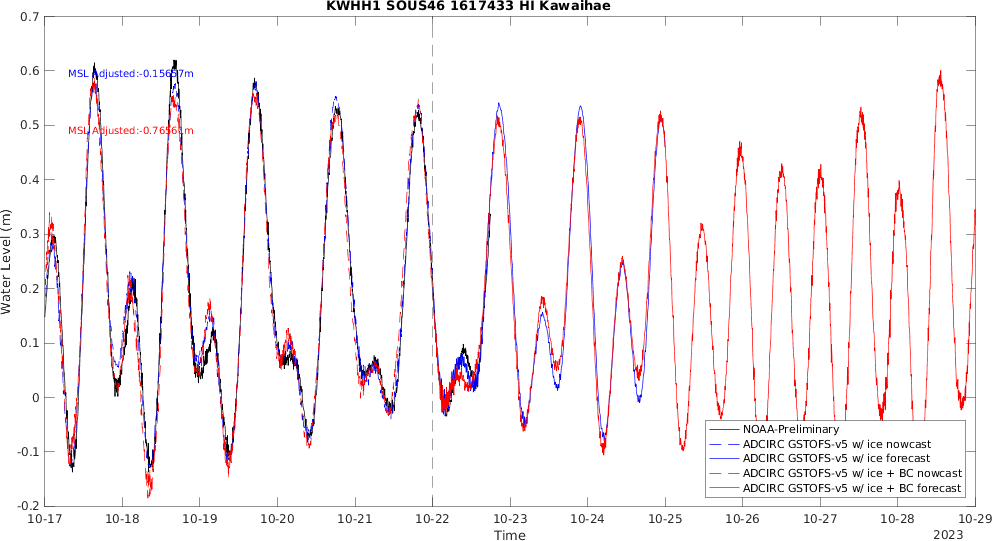 KWHH1 SOUS46 1617433 HI Kawaihae
0.7
0.6
0.5
0.4
0.3
0.2
0.1
0
-0.1
-0.2
Water Level (m)
MSL Adjusted:-0.15657m
MSL
NOAA-Preliminary
ADCIRC GSTOFS-v5 w/ ice nowcast
ADCIRC GSTOFS-v5 w/ ice forecast
ADCIRC GSTOFS-v5 w/ ice + BC nowcast
ADCIRC GSTOFS-v5 w/ ice + BC forecast
10-17 10-18 10-19 10-20 10-21 10-22 10-23 10-24 10-25 10-26 10-27 10-28 10-29
Time
2023